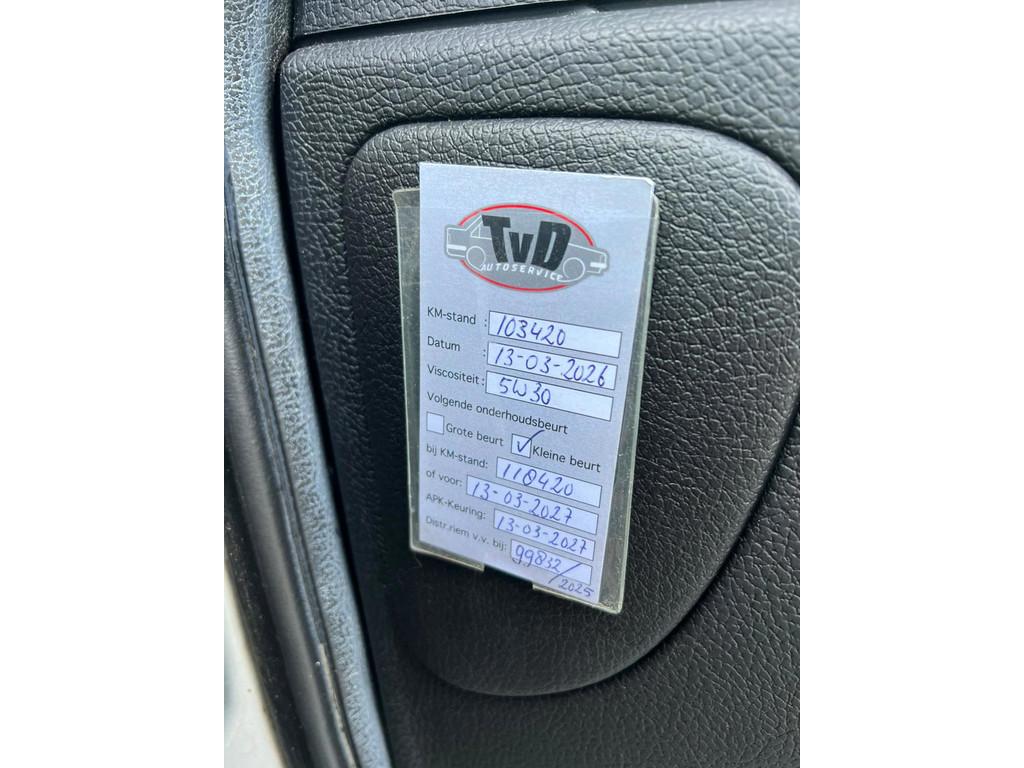 TvD
AUTOSERVICE
KM-stand : 103420
Datum : 13-03-2026
Viscositeit : 5W30
Volgende onderhoudsbeurt
Grote beurt Kleine beurt
bij KM-stand: 118420
of voor: 13-03-2027
APK-Keuring: 13-03-2027
Distr.riem v.v. bij: 99832/2025